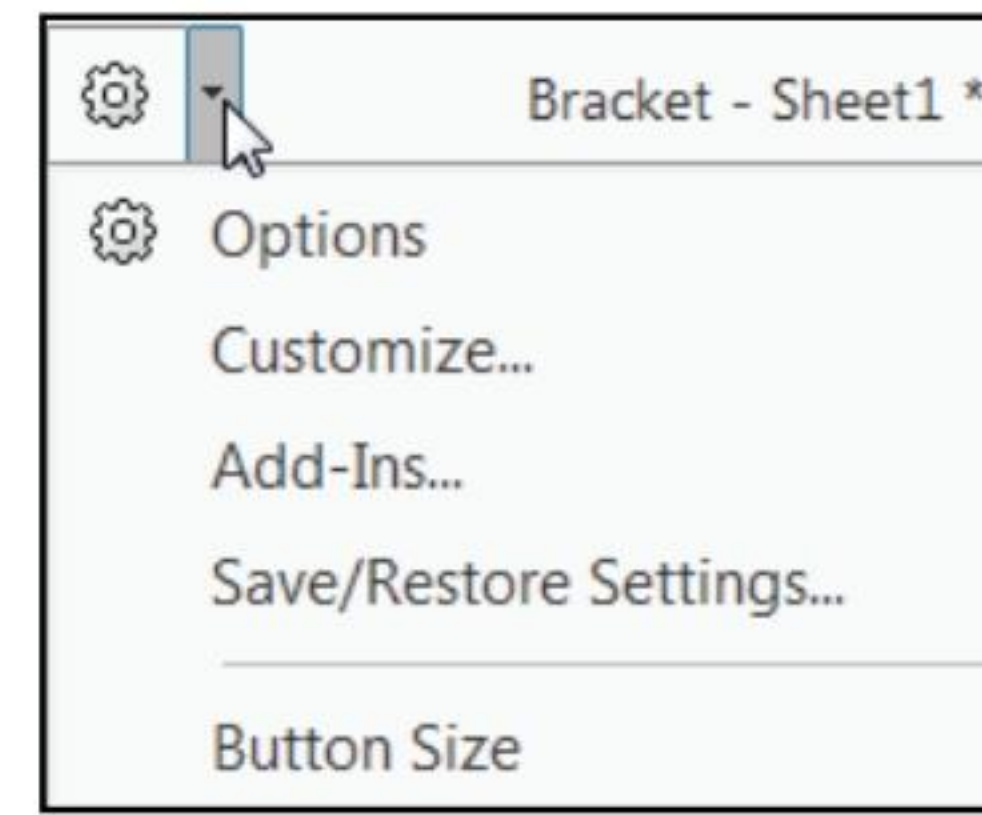 Bracket - Sheet1 *
Options
Customize...
Add-Ins...
Save/Restore Settings...
Button Size